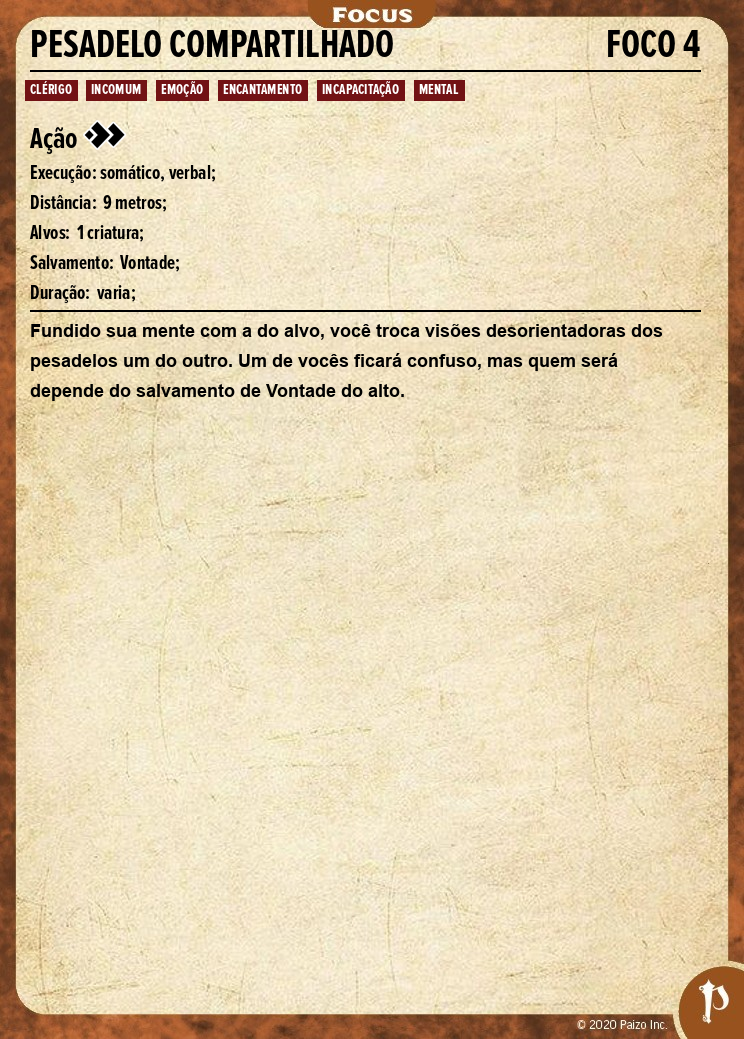 Focus
PESADELO COMPARTILHADO FOCO 4
CLÉRIGO INCOMUM EMOÇÃO ENCANTAMENTO INCAPACITAÇÃO MENTAL
Ação
Execução: somático, verbal;
Distância: 9 metros;
Alvos: 1 criatura;
Salvamento: Vontade;
Duração: varia;
Fundido sua mente com a do alvo, você troca visões desorientadoras dos
pesadelos um do outro. Um de vocês ficará confuso, mas quem será
depende do salvamento de Vontade do alto.
© 2020 Paizo Inc.
P